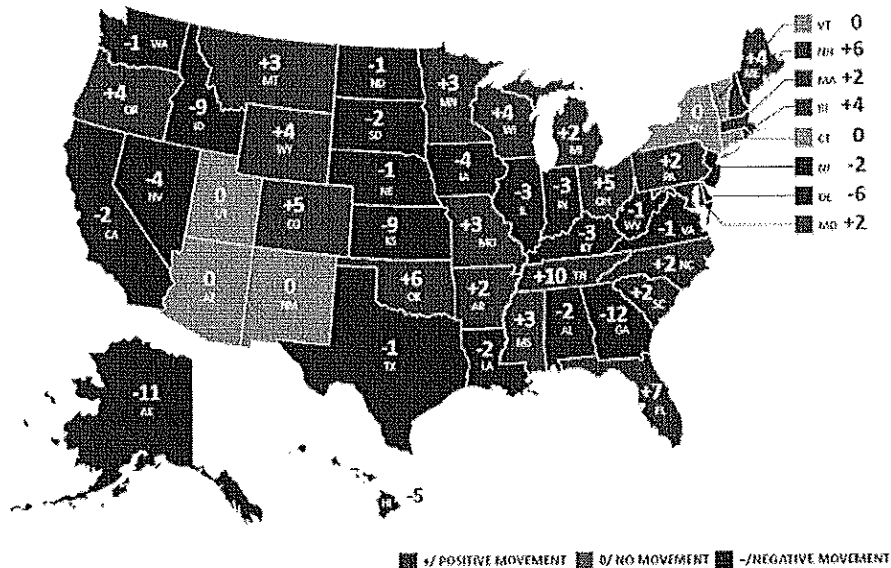 VT 0
NH +6
MA +2
RI +4
CT 0
NJ -2
DE -6
MD +2
-1 WA
+4 OR
-2 CA
-9 ID
-4 NV
+3 MT
+4 WY
0 UT
+5 CO
0 AZ
0 NM
-1 ND
-2 SD
-1 NE
-9 KS
+6 OK
-1 TX
+3 MN
-4 IA
+3 MO
+2 AR
-2 LA
+4 WI
-3 IL
+2 MI
-3 IN
+5 OH
-3 KY
+10 TN
+3 MS
-2 AL
-12 GA
+7 FL
+2 SC
+2 NC
-1 VA
-1 WV
+2 PA
0 NY
+4 ME
-11 AK
HI -5
+/ POSITIVE MOVEMENT 0/ NO MOVEMENT -/NEGATIVE MOVEMENT